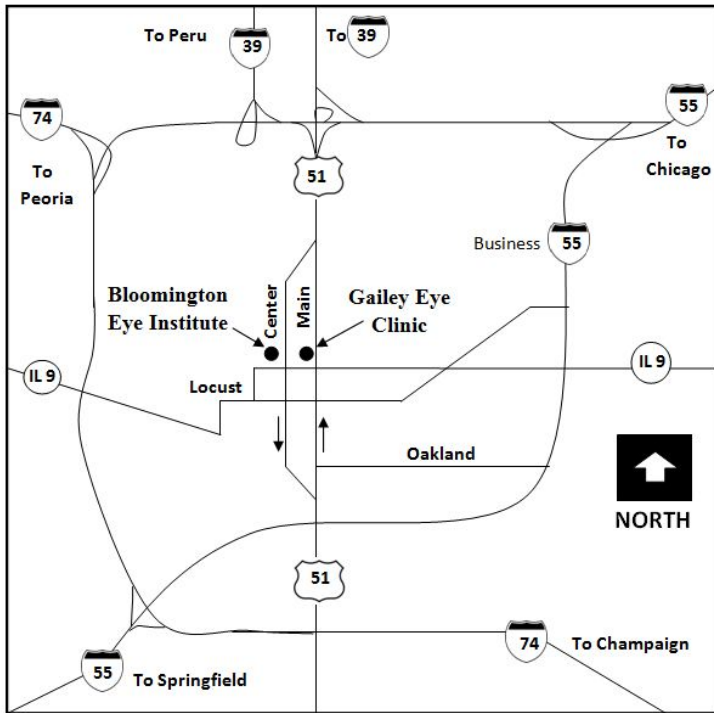 To Peru
39
To
39
74
55
To
Peoria
To
Chicago
51
Business
55
Bloomington
Eye Institute
Center
Main
Gailey Eye
Clinic
IL 9
Locust
IL 9
Oakland
NORTH
51
74
To Champaign
55
To Springfield